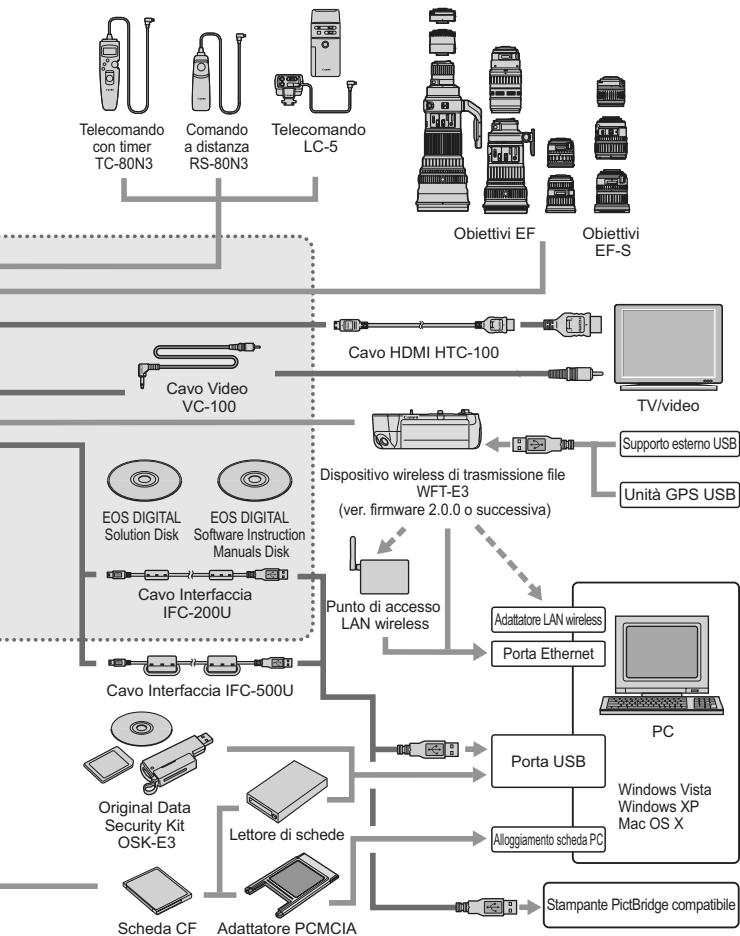 Telecomando
con timer
TC-80N3
Comando
a distanza
RS-80N3
Telecomando
LC-5
Obiettivi EF
Obiettivi
EF-S
Cavo HDMI HTC-100
Cavo Video
VC-100
TV/video
Canon
Supporto esterno USB
Unità GPS USB
Dispositivo wireless di trasmissione file
WFT-E3
(ver. firmware 2.0.0 o successiva)
EOS DIGITAL
Solution Disk
EOS DIGITAL
Software Instruction
Manuals Disk
Cavo Interfaccia
IFC-200U
Punto di accesso
LAN wireless
Adattatore LAN wireless
Porta Ethernet
Cavo Interfaccia IFC-500U
PC
Porta USB
Windows Vista
Windows XP
Mac OS X
Original Data
Security Kit
OSK-E3
Lettore di schede
Alloggiamento scheda PC
Scheda CF
Adattatore PCMCIA
Stampante PictBridge compatibile